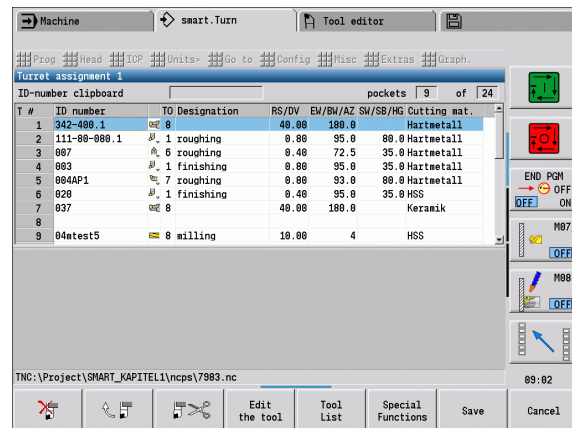 Machine smart.Turn Tool editor
Prog Head ICP Units» Go to Config Misc Extras Graph.
Turret assignment 1
ID-number clipboard pockets 9 of 24
T # ID number TO Designation RS/DV EW/BW/AZ SW/SB/HG Cutting mat.
1 342-400.1 8 40.00 180.0 Hartmetall
2 111-80-080.1 1 roughing 0.80 95.0 80.0 Hartmetall
3 007 6 roughing 0.40 72.5 35.0 Hartmetall
4 003 1 finishing 0.80 95.0 55.0 Hartmetall
5 004AP1 7 roughing 0.80 93.0 80.0 Hartmetall
6 020 1 finishing 0.40 95.0 35.0 HSS
7 037 8 40.00 180.0 Keramik
8
9 04mtest5 8 milling 10.00 4 HSS
TNC:\Project\SMART_KAPITEL1\ncps\7983.nc
END PGM
OFF
OFF ON
M07
OFF
M08
OFF
09:02
Edit the tool
Tool List
Special Functions
Save
Cancel